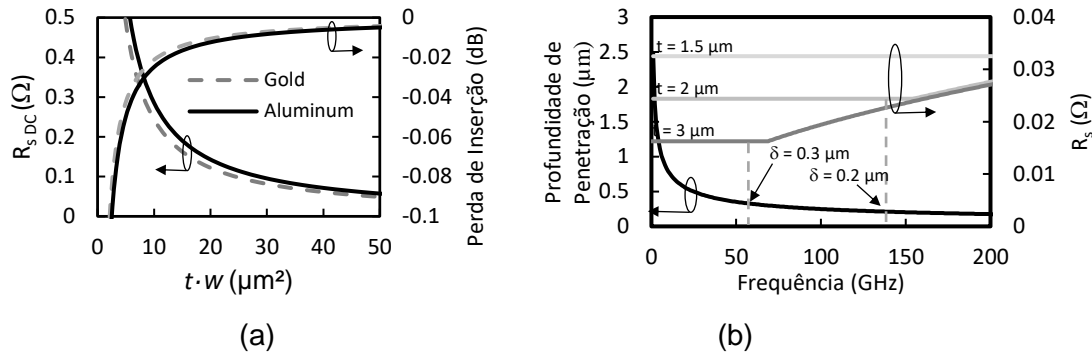 0.5
0.4
0.3
0.2
0.1
0
R_s DC (Ω)
0
-0.02
-0.04
-0.06
-0.08
-0.1
Perda de Inserção (dB)
Gold
Aluminum
0 10 20 30 40 50
t·w (µm²)
(a)
3
2.5
2
1.5
1
0.5
0
Profundidade de
Penetração (µm)
0.04
0.03
0.02
0.01
0
R_s (Ω)
t = 1.5 µm
t = 2 µm
= 3 µm
δ = 0.3 µm
δ = 0.2 µm
0 50 100 150 200
Frequência (GHz)
(b)